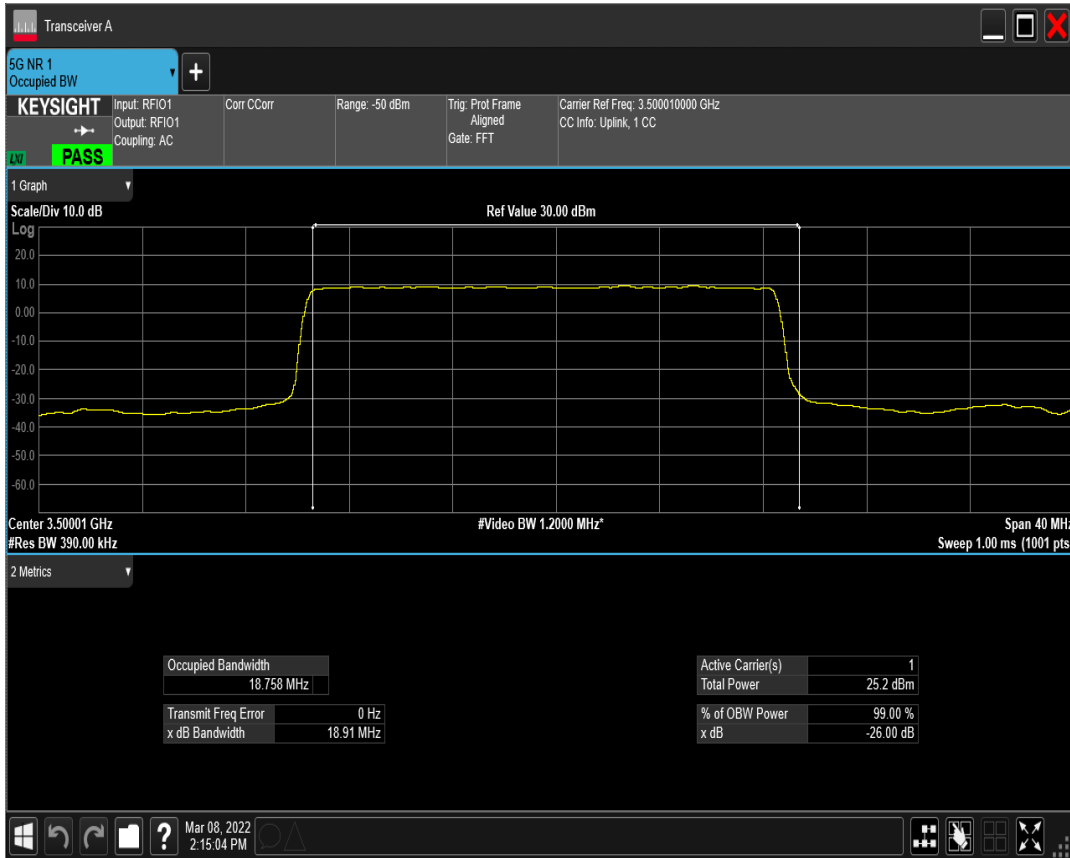 Transceiver A
5G NR 1
Occupied BW
+
KEYSIGHT
LXI
PASS
Input: RFIO1
Output: RFIO1
Coupling: AC
Corr CCorr
Range: -50 dBm
Trig: Prot Frame
Aligned
Gate: FFT
Carrier Ref Freq: 3.500010000 GHz
CC Info: Uplink, 1 CC
1 Graph
Scale/Div 10.0 dB
Ref Value 30.00 dBm
Log
20.0
10.0
0.00
-10.0
-20.0
-30.0
-40.0
-50.0
-60.0
Center 3.50001 GHz
#Video BW 1.2000 MHz*
Span 40 MHz
#Res BW 390.00 kHz
Sweep 1.00 ms (1001 pts
2 Metrics
Occupied Bandwidth
18.758 MHz
Transmit Freq Error 0 Hz
x dB Bandwidth 18.91 MHz
Active Carrier(s) 1
Total Power 25.2 dBm
% of OBW Power 99.00 %
x dB -26.00 dB
?
Mar 08, 2022
2:15:04 PM